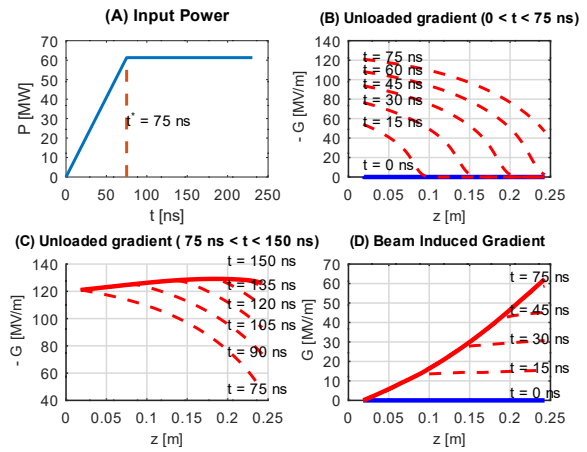 (A) Input Power
70
60
50
40
30
20
10
0
P [MW]
t* = 75 ns
0 50 100 150 200 250
t [ns]
(B) Unloaded gradient (0 < t < 75 ns)
140
120
100
80
60
40
20
0
- G [MV/m]
t = 75 ns
t = 60 ns
t = 45 ns
t = 30 ns
t = 15 ns
t = 0 ns
0 0.05 0.1 0.15 0.2 0.25
z [m]
(C) Unloaded gradient ( 75 ns < t < 150 ns)
140
120
100
80
60
40
- G [MV/m]
t = 150 ns
t = 135 ns
t = 120 ns
t = 105 ns
t = 90 ns
t = 75 ns
0 0.05 0.1 0.15 0.2 0.25
z [m]
(D) Beam Induced Gradient
70
60
50
40
30
20
10
0
G [MV/m]
t = 75 ns
t = 45 ns
t = 30 ns
t = 15 ns
t = 0 ns
0 0.05 0.1 0.15 0.2 0.25
z [m]